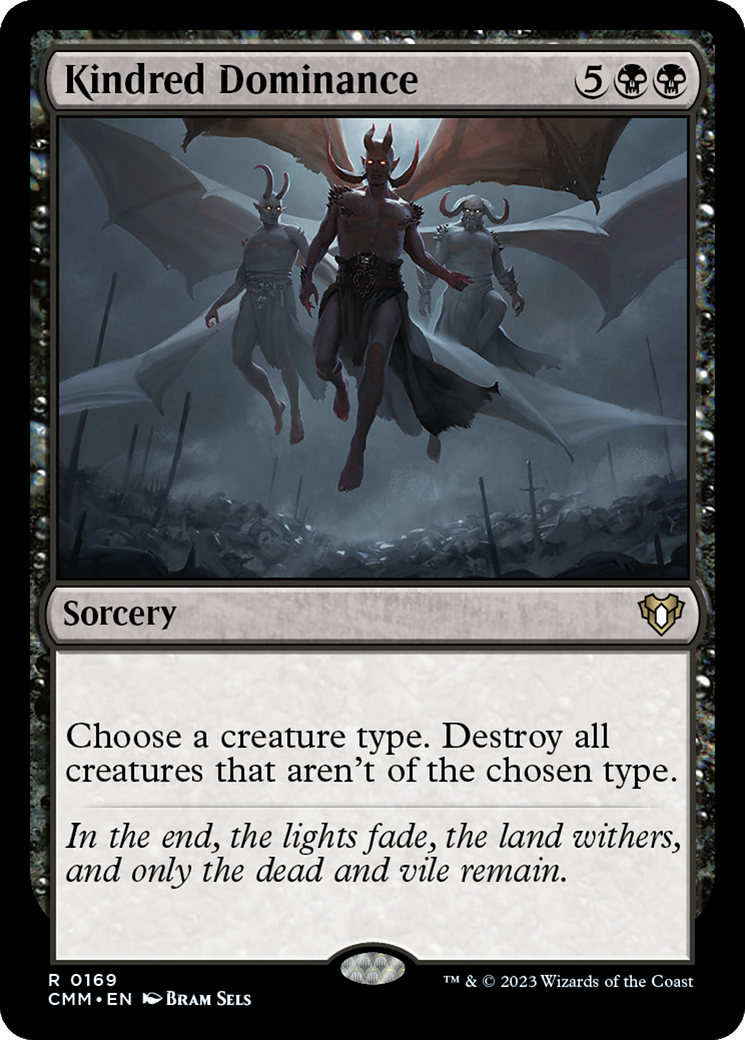 Kindred Dominance 5
Sorcery
Choose a creature type. Destroy all
creatures that aren't of the chosen type.
In the end, the lights fade, the land withers,
and only the dead and vile remain.
R 0169
™ & © 2023 Wizards of the Coast
CMM • EN Bram Sels